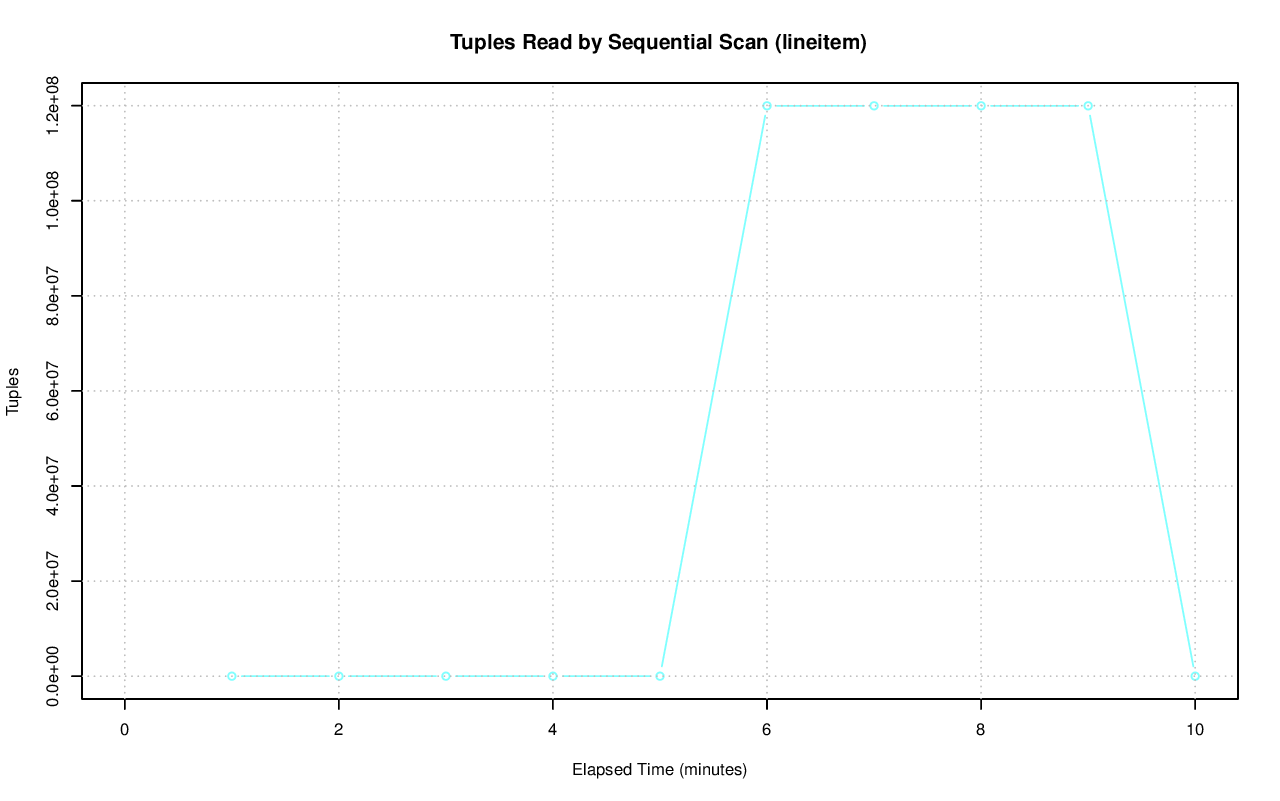 Tuples Read by Sequential Scan (lineitem)
Tuples
1.2e+08
1.0e+08
8.0e+07
6.0e+07
4.0e+07
2.0e+07
0.0e+00
0 2 4 6 8 10
Elapsed Time (minutes)